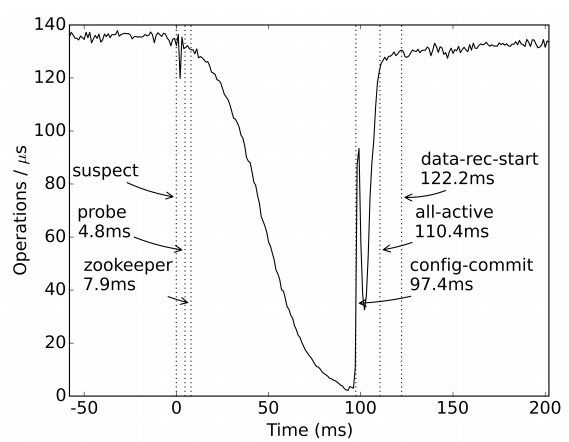 140
120
100
80
60
40
20
0
Operations / μs
suspect
probe
4.8ms
zookeeper
7.9ms
data-rec-start
122.2ms
all-active
110.4ms
config-commit
97.4ms
-50 0 50 100 150 200
Time (ms)